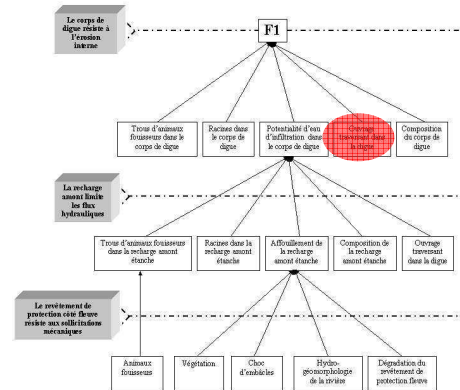 Le corps de
digue résiste à
l'érosion
interne
F1
Trous d'animaux
fouisseurs dans le
corps de digue
Racines dans
le corps de
digue
Potentialité d'eau
d'infiltration dans
le corps de digue
Ouvrage
traversant dans
la digue
Composition
du corps de
digue
La recharge
amont limite
les flux
hydrauliques
Trous d'animaux fouisseurs
dans la recharge amont
étanche
Racines dans la
recharge amont
étanche
Affouillement de
la recharge
amont étanche
Composition de
la recharge
amont étanche
Ouvrage
traversant
dans la digue
Le revêtement de
protection côté fleuve
résiste aux sollicitations
mécaniques
Animaux
fouisseurs
Végétation
Choc
d'embâcles
Hydro-
géomorphologie
de la rivière
Dégradation du
revêtement de
protection fleuve